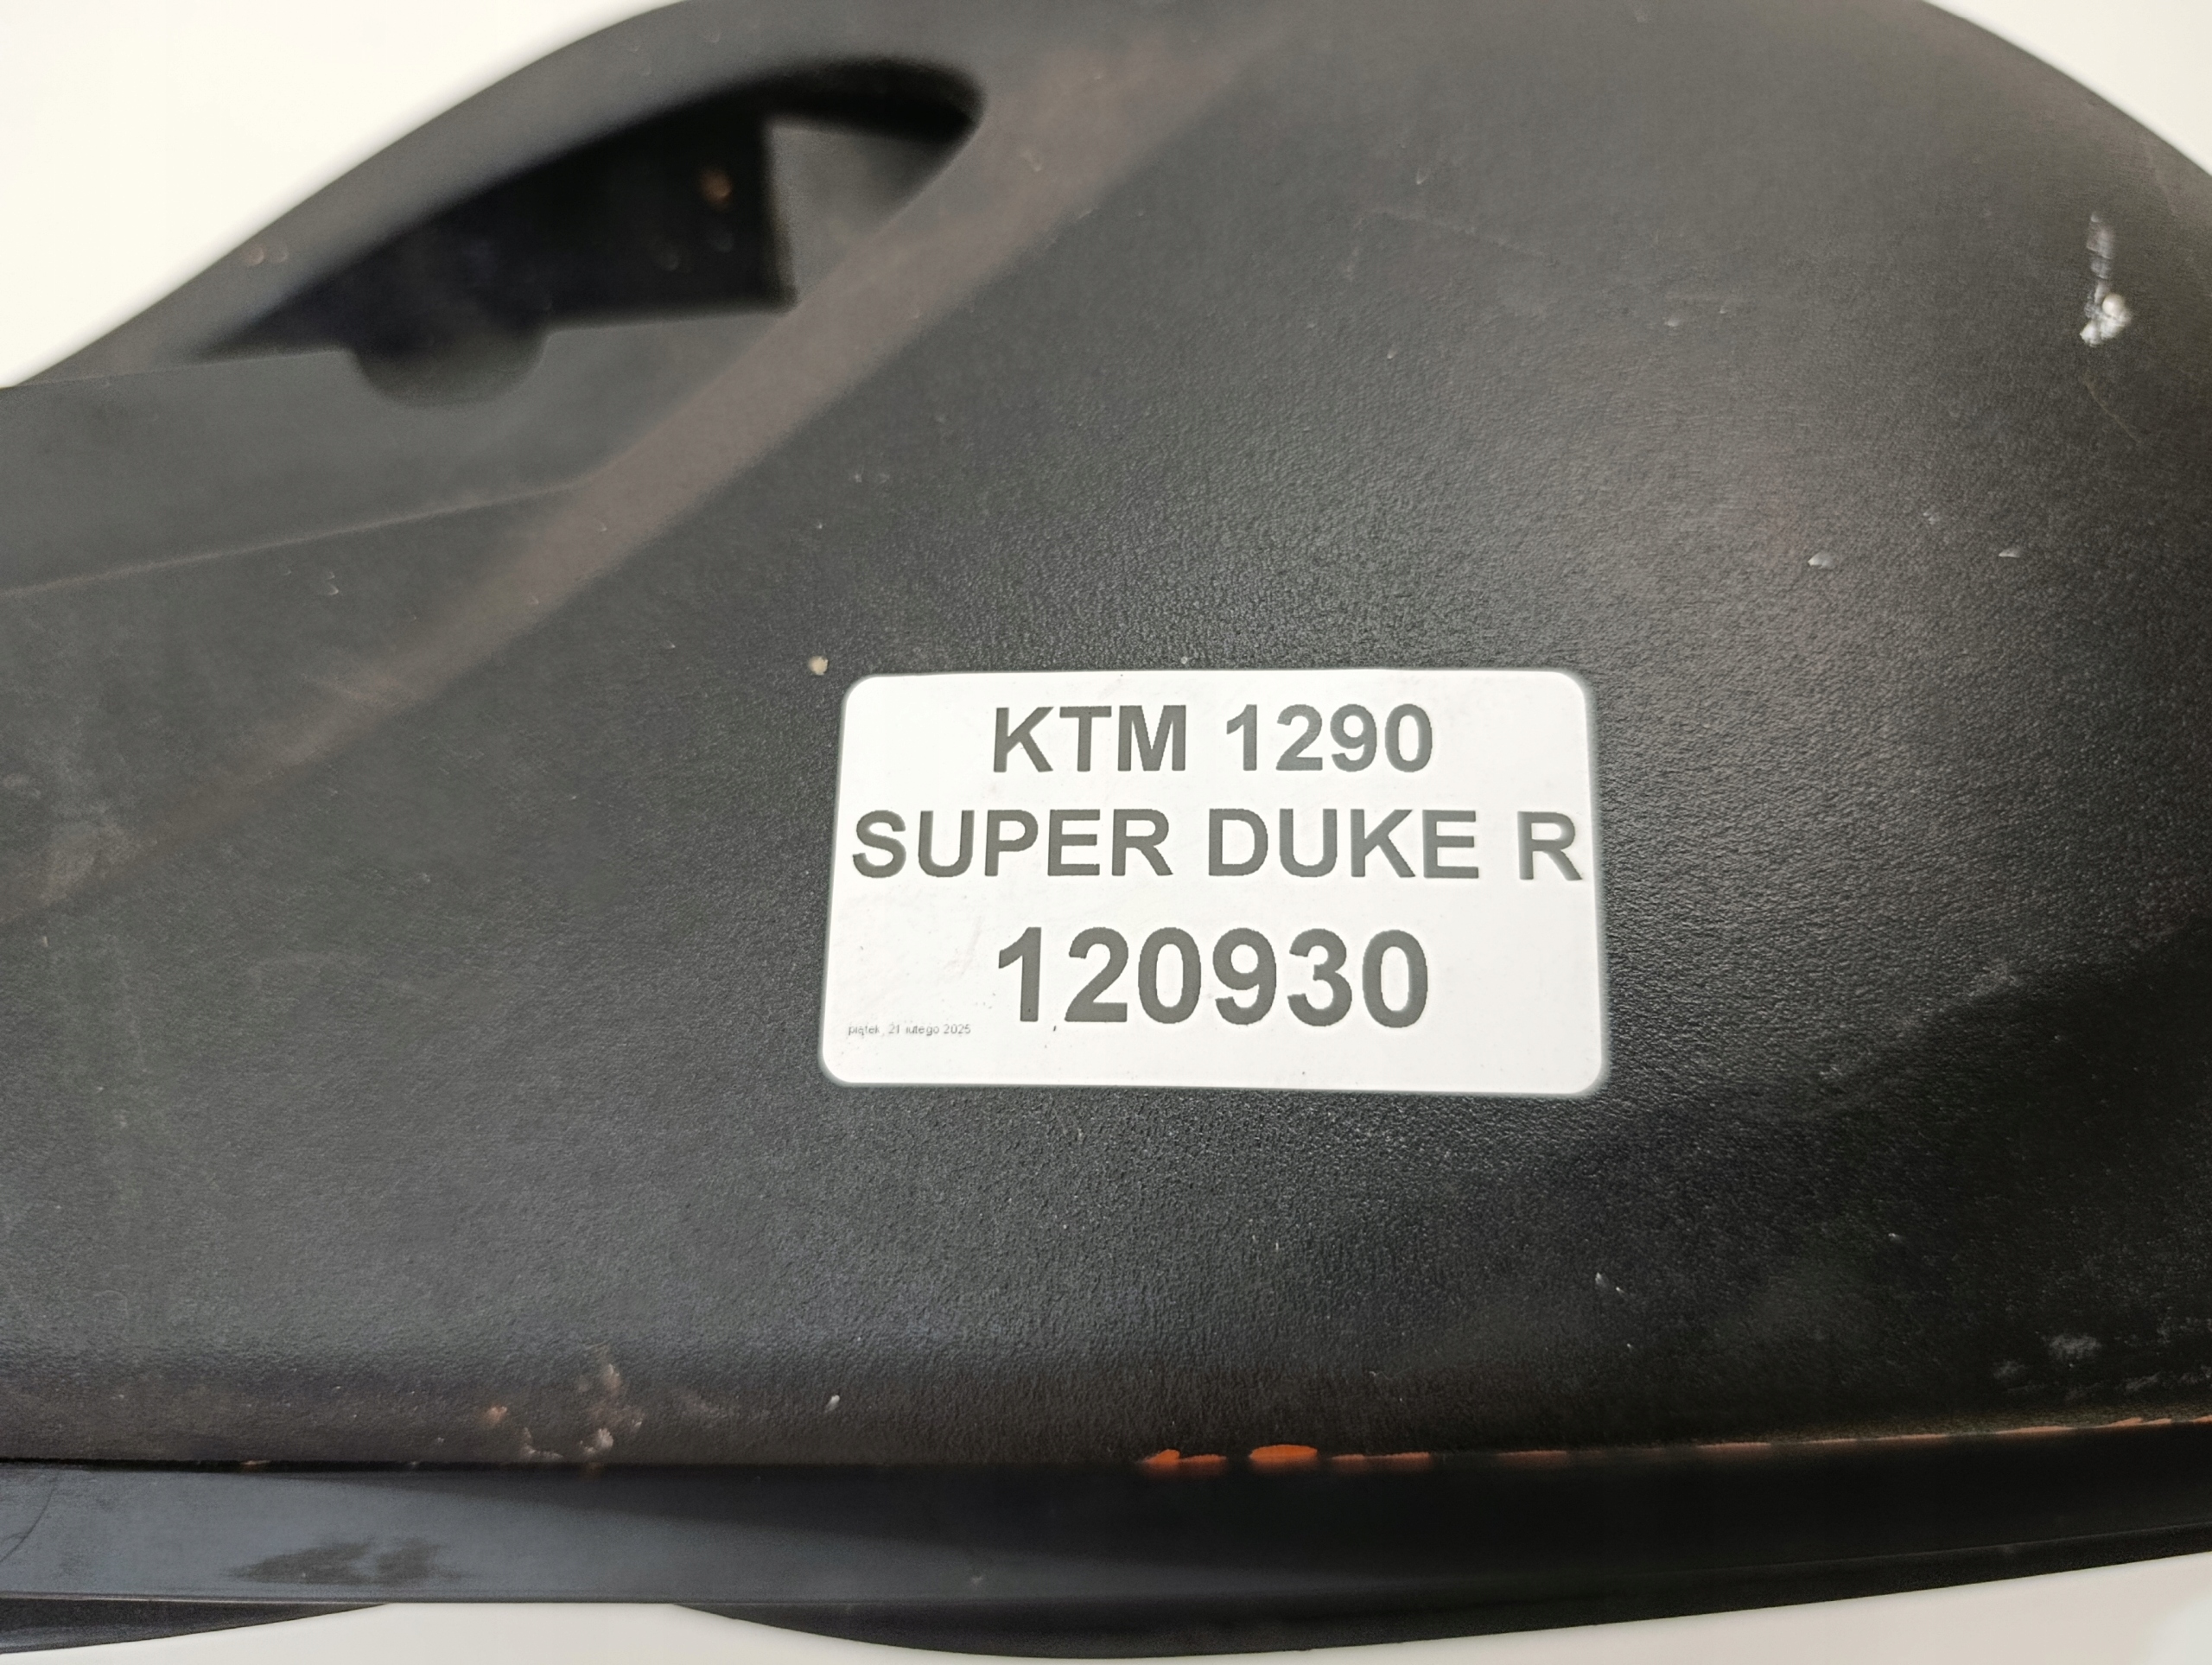 KTM 1290
SUPER DUKE R
120930
piątek, 21 lutego 2025